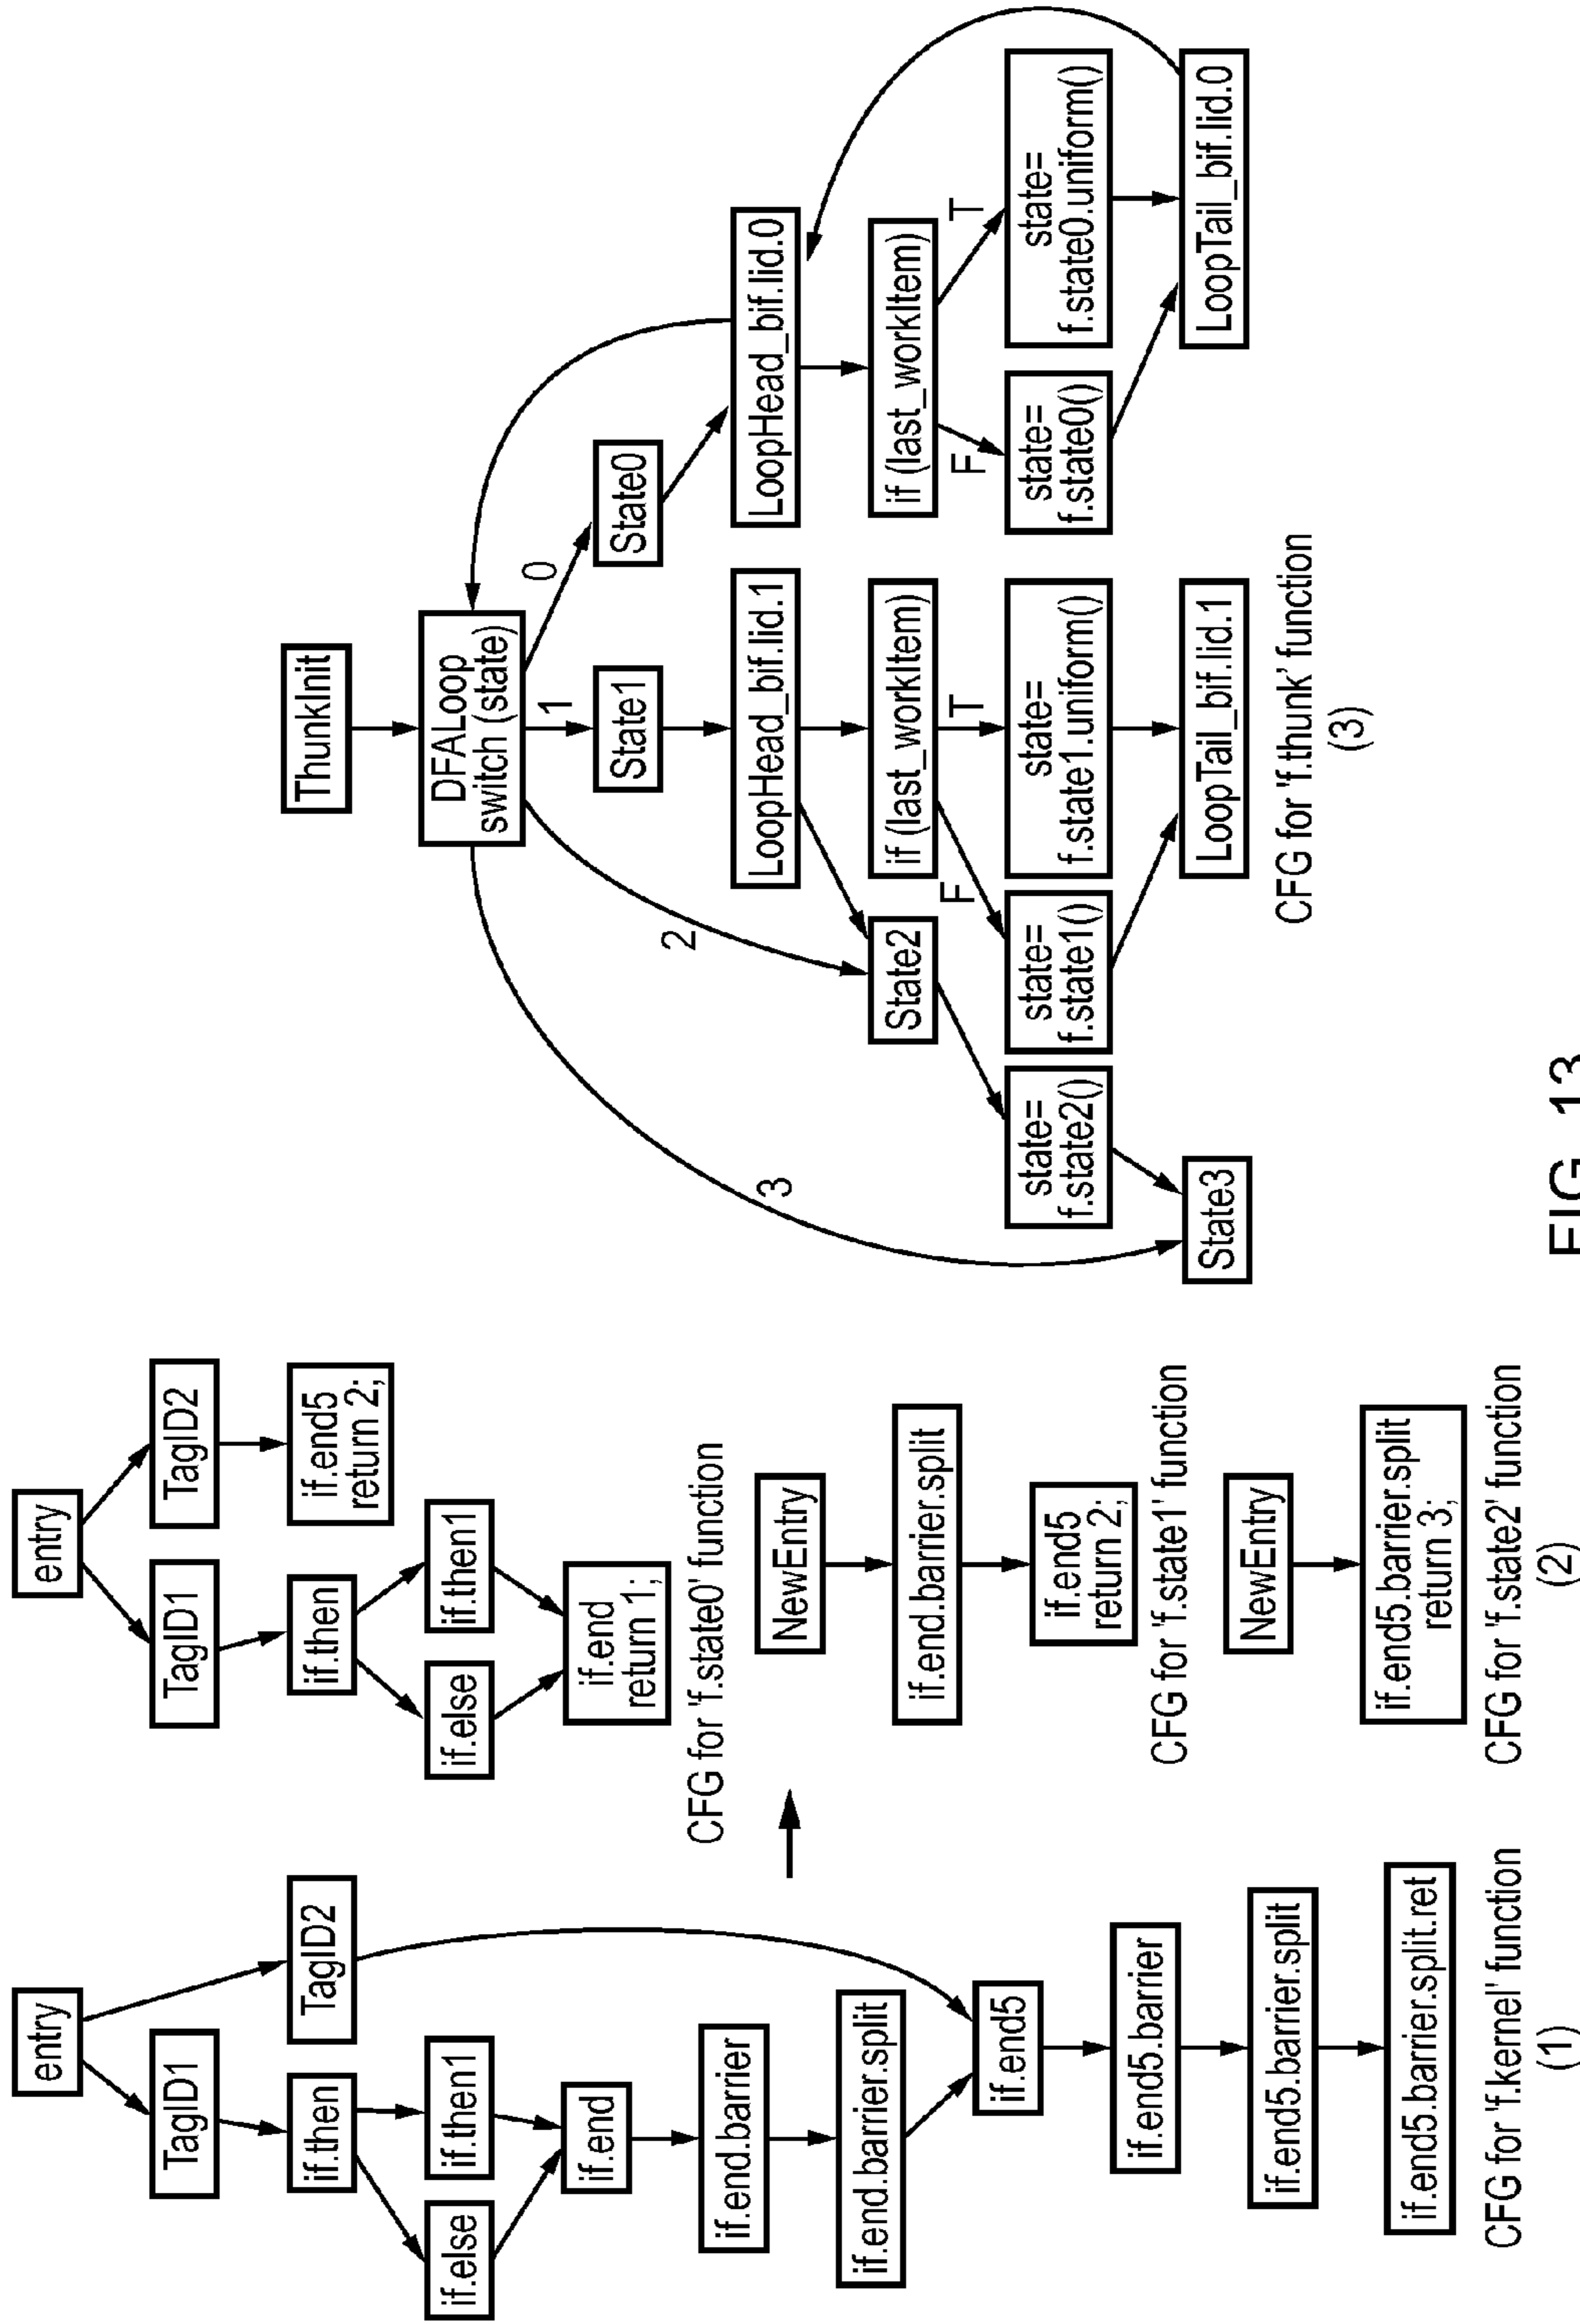 entry
TagID1
TagID2
if.then
if.else
if.then1
if.end
if.end.barrier
if.end.barrier.split
if.end5
if.end5.barrier
if.end5.barrier.split
if.end5.barrier.split.ret
CFG for 'f.kernel' function
(1)
entry
TagID1
TagID2
if.then
if.end5
return 2;
if.else
if.then1
if.end
return 1;
CFG for 'f.state0' function
NewEntry
if.end.barrier.split
if.end5
return 2;
CFG for 'f.state1' function
NewEntry
if.end5.barrier.split
return 3;
CFG for 'f.state2' function
(2)
ThunkInit
DFALoop
switch (state)
3
2
1
0
State1
State0
LoopHead_bif.lid.1
LoopHead_bif.lid.0
State2
if (last_workItem)
if (last_workItem)
F
T
F
T
state=
f.state2()
state=
f.state1()
state=
f.state1.uniform()
state=
f.state0()
state=
f.state0.uniform()
State3
LoopTail_bif.lid.1
LoopTail_bif.lid.0
CFG for 'f.thunk' function
(3)
FIG. 13